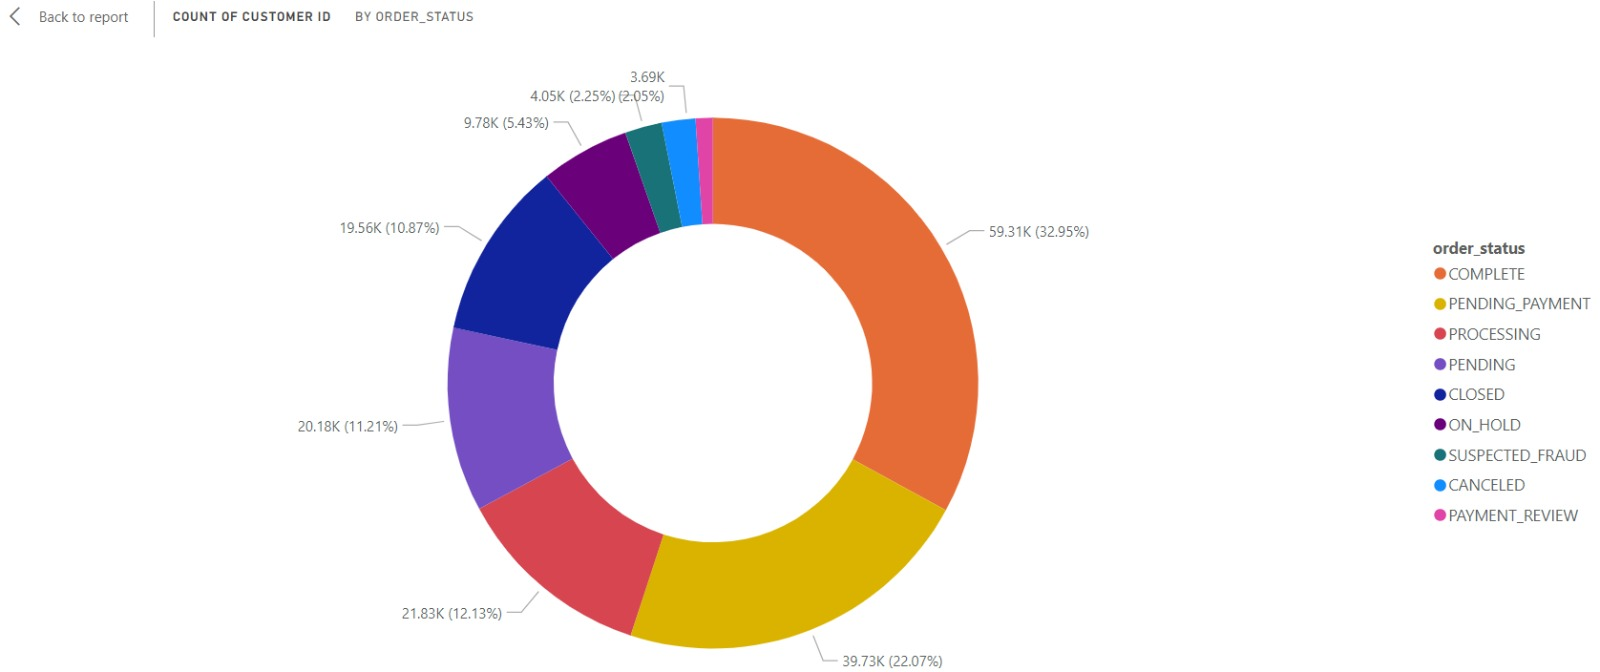 Back to report
COUNT OF CUSTOMER ID BY ORDER_STATUS
3.69K
4.05K (2.25%) (2.05%)
9.78K (5.43%)
19.56K (10.87%)
59.31K (32.95%)
20.18K (11.21%)
21.83K (12.13%)
39.73K (22.07%)
order_status
COMPLETE
PENDING_PAYMENT
PROCESSING
PENDING
CLOSED
ON_HOLD
SUSPECTED_FRAUD
CANCELED
PAYMENT_REVIEW